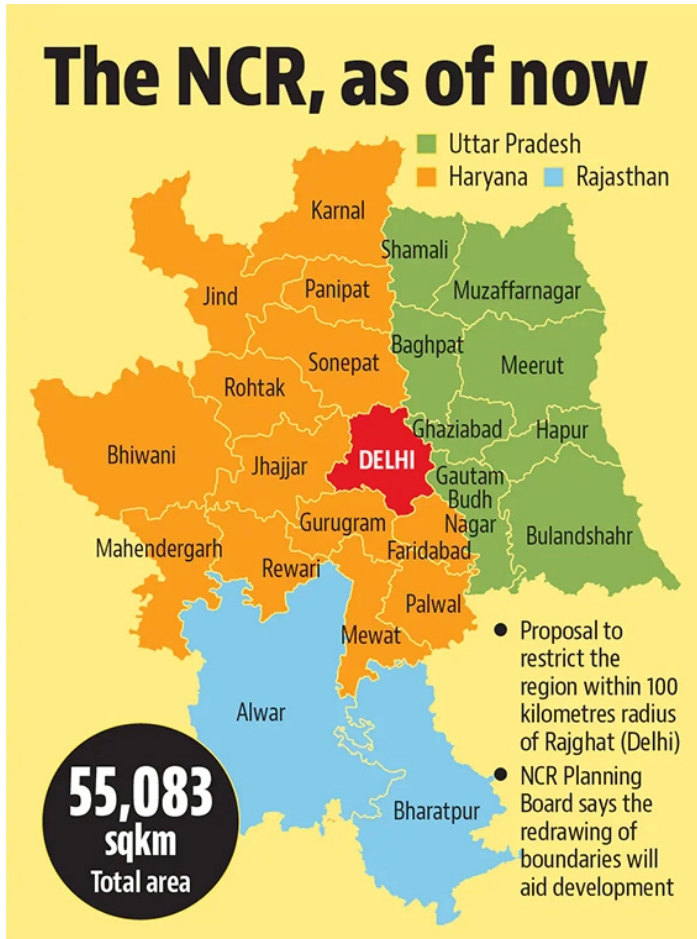 The NCR, as of now
Uttar Pradesh
Haryana
Rajasthan
Karnal
Shamali
Jind
Panipat
Muzaffarnagar
Sonepat
Baghpat
Meerut
Rohtak
Bhiwani
Jhajjar
DELHI
Ghaziabad
Hapur
Gautam
Budh
Nagar
Gurugram
Faridabad
Bulandshahr
Mahendergarh
Rewari
Palwal
Mewat
Alwar
Bharatpur
● Proposal to
restrict the
region within 100
kilometres radius
of Rajghat (Delhi)
● NCR Planning
Board says the
redrawing of
boundaries will
aid development
55,083
sqkm
Total area